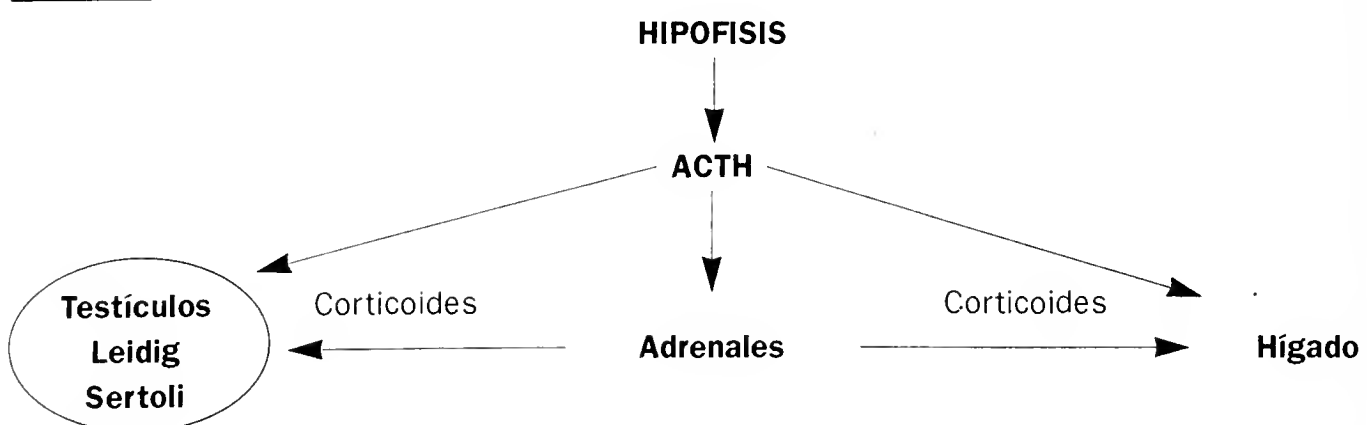 HIPOFISIS
ACTH
Testículos
Leidig
Sertoli
Corticoides
Adrenales
Corticoides
Hígado